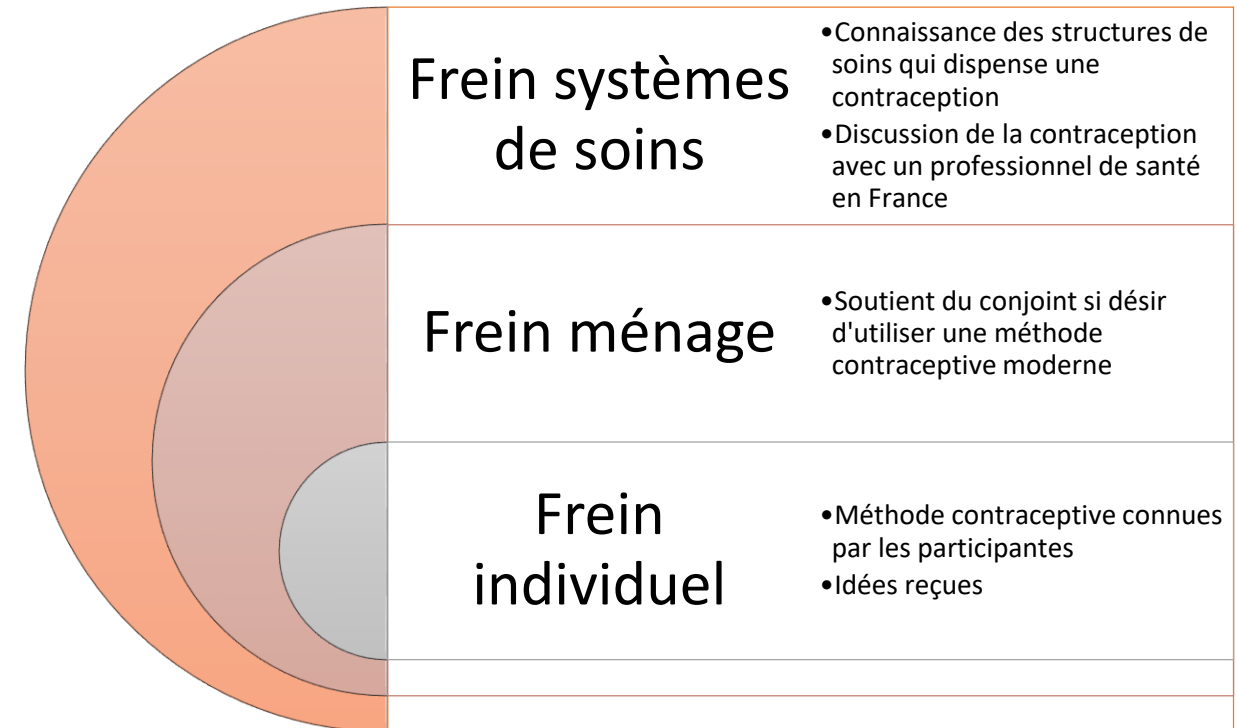 Frein systèmes
de soins
•Connaissance des structures de
soins qui dispense une
contraception
•Discussion de la contraception
avec un professionnel de santé
en France
Frein ménage
•Soutient du conjoint si désir
d'utiliser une méthode
contraceptive moderne
Frein
individuel
•Méthode contraceptive connues
par les participantes
•Idées reçues